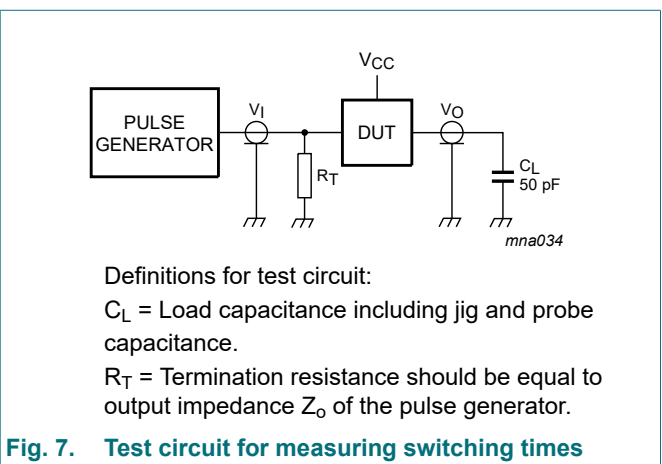 VCC
PULSE
GENERATOR
VI
DUT
VO
RT
CL
50 pF
mna034
Definitions for test circuit:
CL = Load capacitance including jig and probe
capacitance.
RT = Termination resistance should be equal to
output impedance Zo of the pulse generator.
Fig. 7. Test circuit for measuring switching times